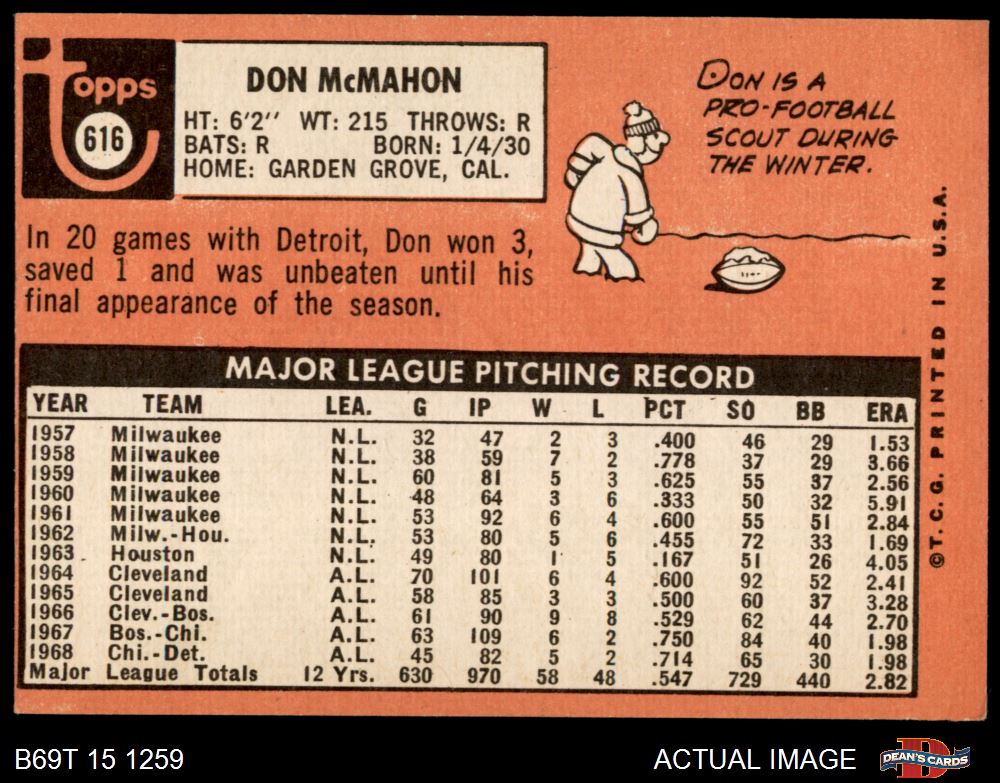 Topps
616
DON McMAHON
HT: 6'2'' WT: 215 THROWS: R
BATS: R BORN: 1/4/30
HOME: GARDEN GROVE, CAL.
DON IS A
PRO-FOOTBALL
SCOUT DURING
THE WINTER.
In 20 games with Detroit, Don won 3,
saved 1 and was unbeaten until his
final appearance of the season.
MAJOR LEAGUE PITCHING RECORD
YEAR TEAM LEA. G IP W L PCT SO BB ERA
1957 Milwaukee N.L. 32 47 2 3 .400 46 29 1.53
1958 Milwaukee N.L. 38 59 7 2 .778 37 29 3.66
1959 Milwaukee N.L. 60 81 5 3 .625 55 37 2.56
1960 Milwaukee N.L. 48 64 3 6 .333 50 32 5.91
1961 Milwaukee N.L. 53 92 6 4 .600 55 51 2.84
1962 Milw.-Hou. N.L. 53 80 5 6 .455 72 33 1.69
1963 Houston N.L. 49 80 1 5 .167 51 26 4.05
1964 Cleveland A.L. 70 101 6 4 .600 92 52 2.41
1965 Cleveland A.L. 58 85 3 3 .500 60 37 3.28
1966 Clev.-Bos. A.L. 61 90 9 8 .529 62 44 2.70
1967 Bos.-Chi. A.L. 63 109 6 2 .750 84 40 1.98
1968 Chi.-Det. A.L. 45 82 5 2 .714 65 30 1.98
Major League Totals 12 Yrs. 630 970 58 48 .547 729 440 2.82
©T.C.G. PRINTED IN U.S.A.
B69T 15 1259
ACTUAL IMAGE
DEAN'S CARDS